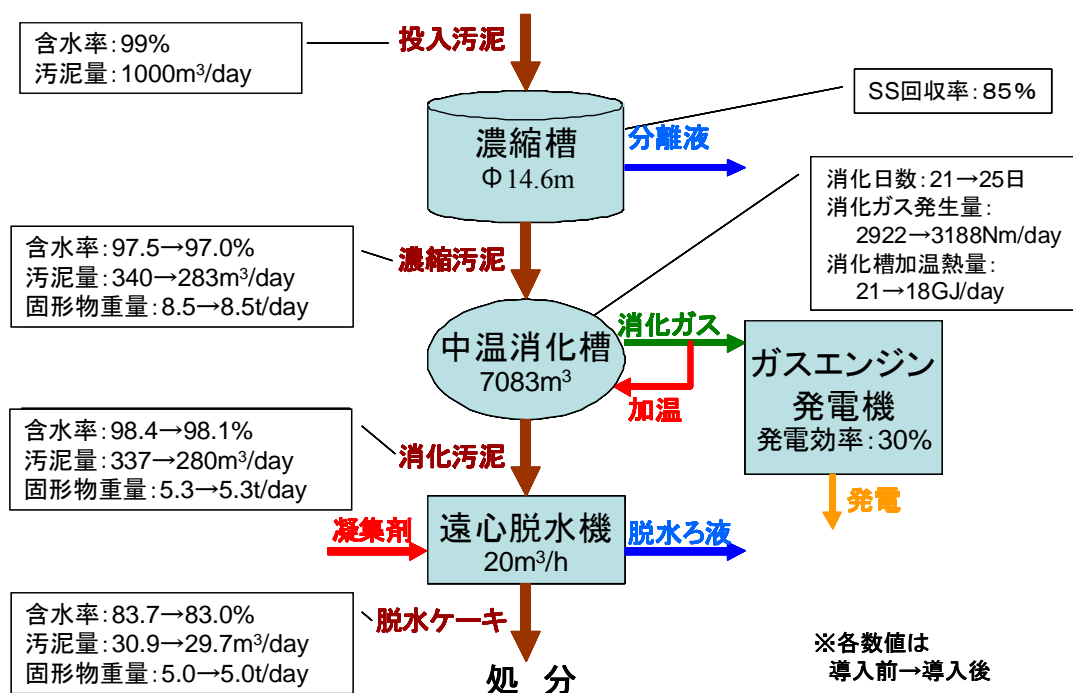 含水率:99%
汚泥量:1000m³/day
投入汚泥
SS回収率:85%
濃縮槽
Φ14.6m
分離液
消化日数:21→25日
消化ガス発生量:
2922→3188Nm/day
消化槽加温熱量:
21→18GJ/day
含水率:97.5→97.0%
汚泥量:340→283m³/day
固形物重量:8.5→8.5t/day
濃縮汚泥
中温消化槽
7083m³
消化ガス
加温
ガスエンジン
発電機
発電効率:30%
発電
含水率:98.4→98.1%
汚泥量:337→280m³/day
固形物重量:5.3→5.3t/day
消化汚泥
凝集剤
遠心脱水機
20m³/h
脱水ろ液
含水率:83.7→83.0%
汚泥量:30.9→29.7m³/day
固形物重量:5.0→5.0t/day
脱水ケーキ
処 分
※各数値は
導入前→導入後